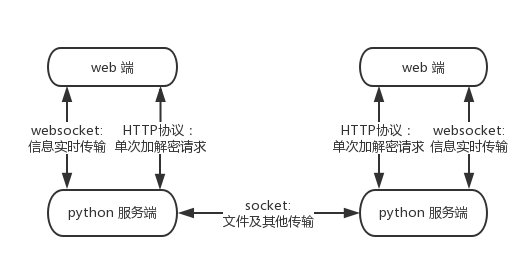 web 端
web 端
websocket:
信息实时传输
HTTP协议：
单次加解密请求
HTTP协议：
单次加解密请求
websocket:
信息实时传输
python 服务端
socket:
文件及其他传输
python 服务端